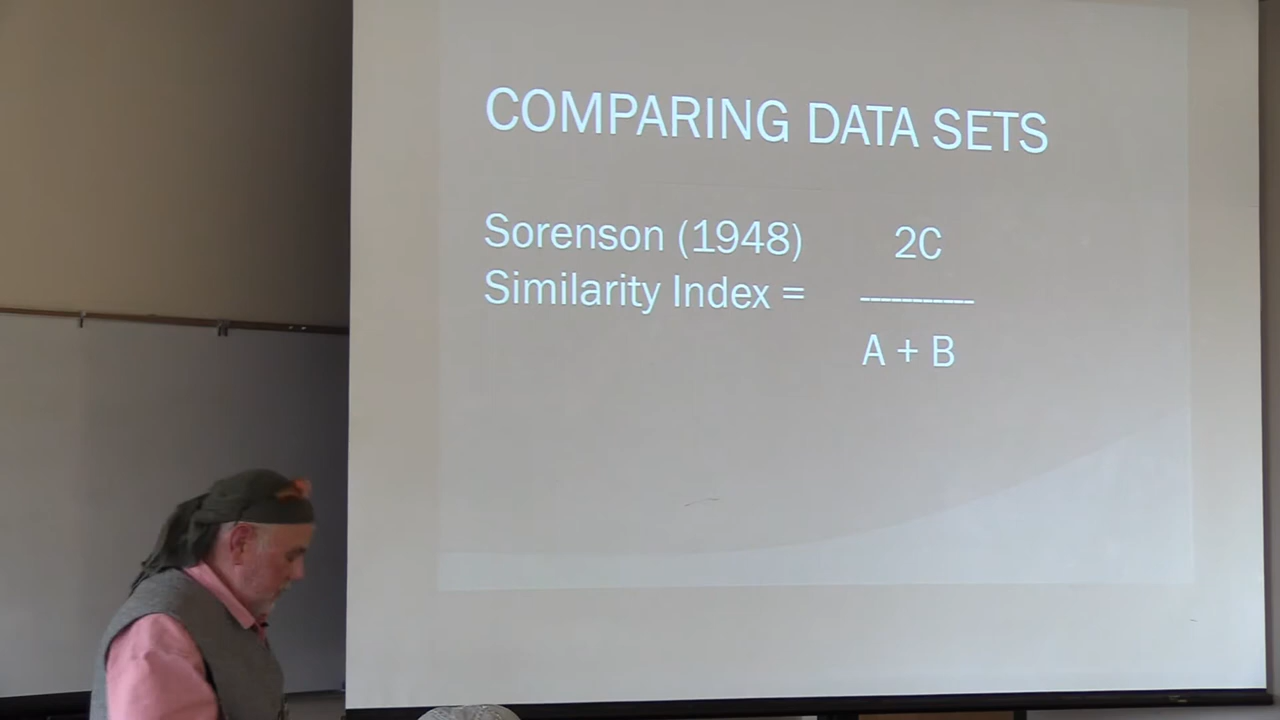 COMPARING DATA SETS
Sorenson (1948)
Similarity Index =
2C
-----------
A + B